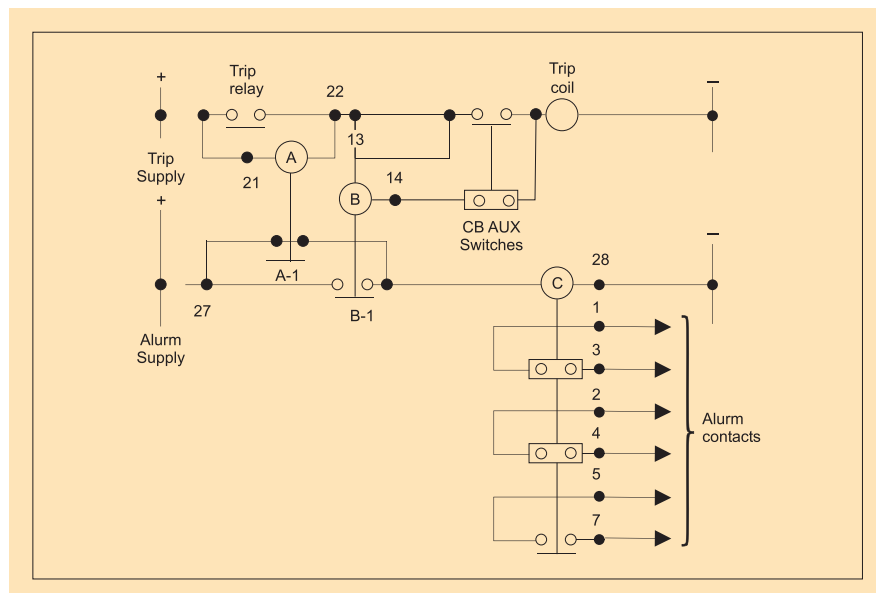 Trip
relay
22
Trip
coil
+
–
13
Trip
Supply
A
21
+
B
14
CB AUX
Switches
–
A-1
27
B-1
C
28
Alurm
Supply
1
3
2
4
5
7
Alurm
contacts